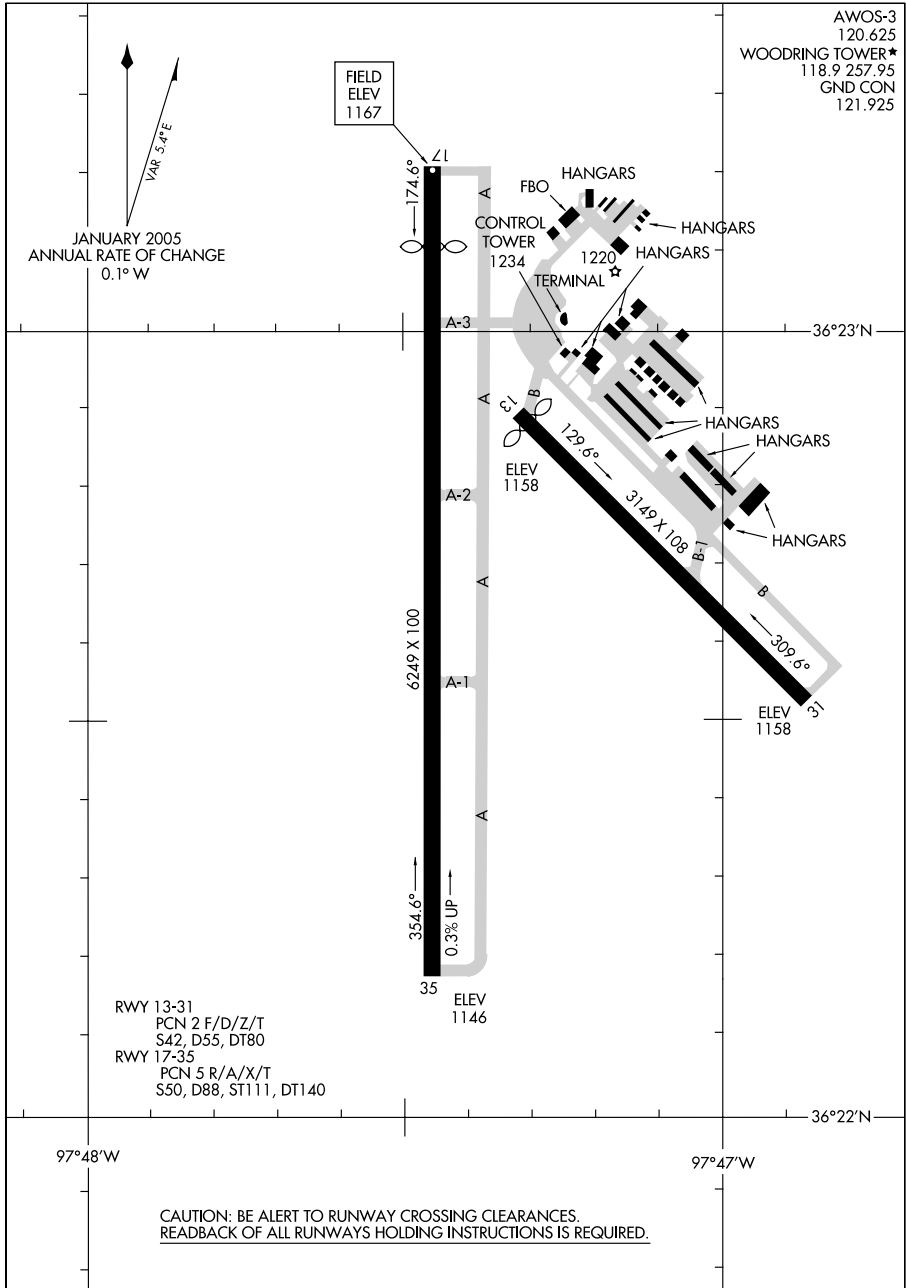 AWOS-3
120.625
WOODRING TOWER★
118.9 257.95
GND CON
121.925
FIELD
ELEV
1167
VAR 5.4° E
JANUARY 2005
ANNUAL RATE OF CHANGE
0.1° W
17
174.6°
A
HANGARS
FBO
HANGARS
CONTROL
TOWER
1234
1220
HANGARS
TERMINAL
A-3
36°23'N
A
B
13
ELEV
1158
129.6°
HANGARS
HANGARS
A-2
3149 X 108
HANGARS
B-1
A
B
6249 X 100
309.6°
A-1
31
ELEV
1158
A
354.6°
0.3% UP
35
ELEV
1146
RWY 13-31
PCN 2 F/D/Z/T
S42, D55, DT80
RWY 17-35
PCN 5 R/A/X/T
S50, D88, ST111, DT140
36°22'N
97°48'W
97°47'W
CAUTION: BE ALERT TO RUNWAY CROSSING CLEARANCES.
READBACK OF ALL RUNWAYS HOLDING INSTRUCTIONS IS REQUIRED.